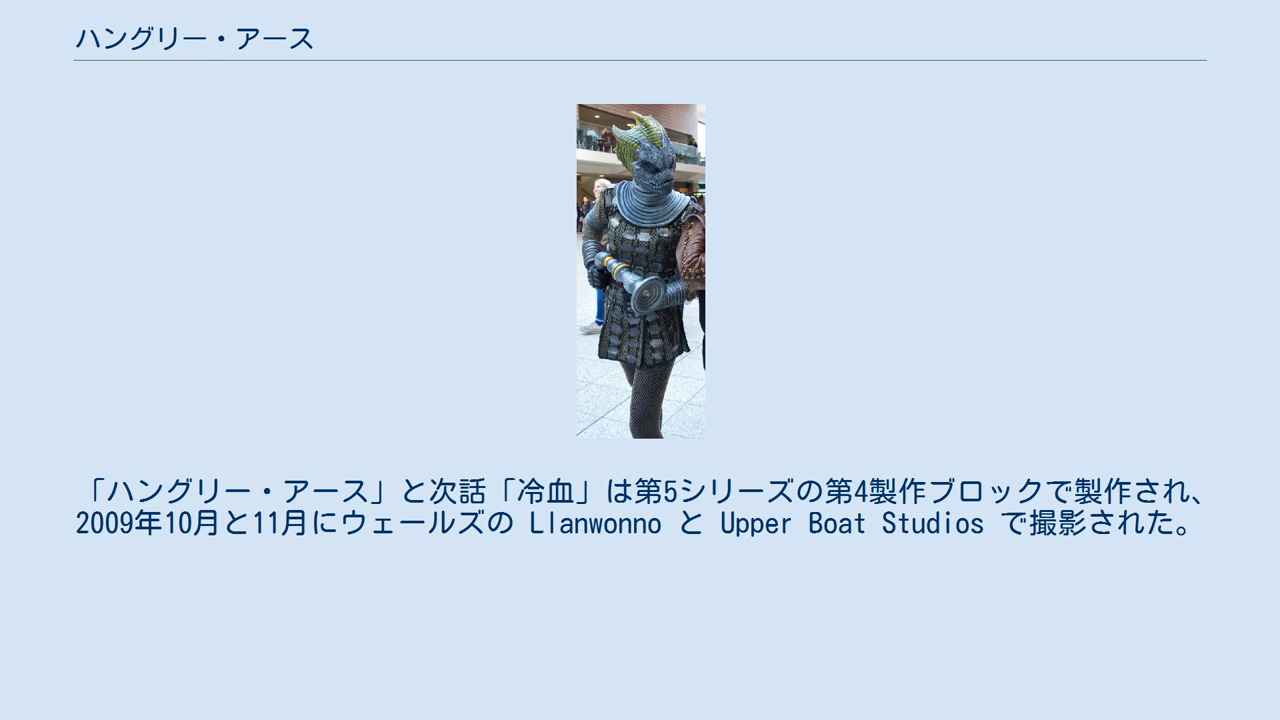 ハングリー・アース
「ハングリー・アース」と次話「冷血」は第5シリーズの第4製作ブロックで製作され、
2009年10月と11月にウェールズの Llanwonno と Upper Boat Studios で撮影された。